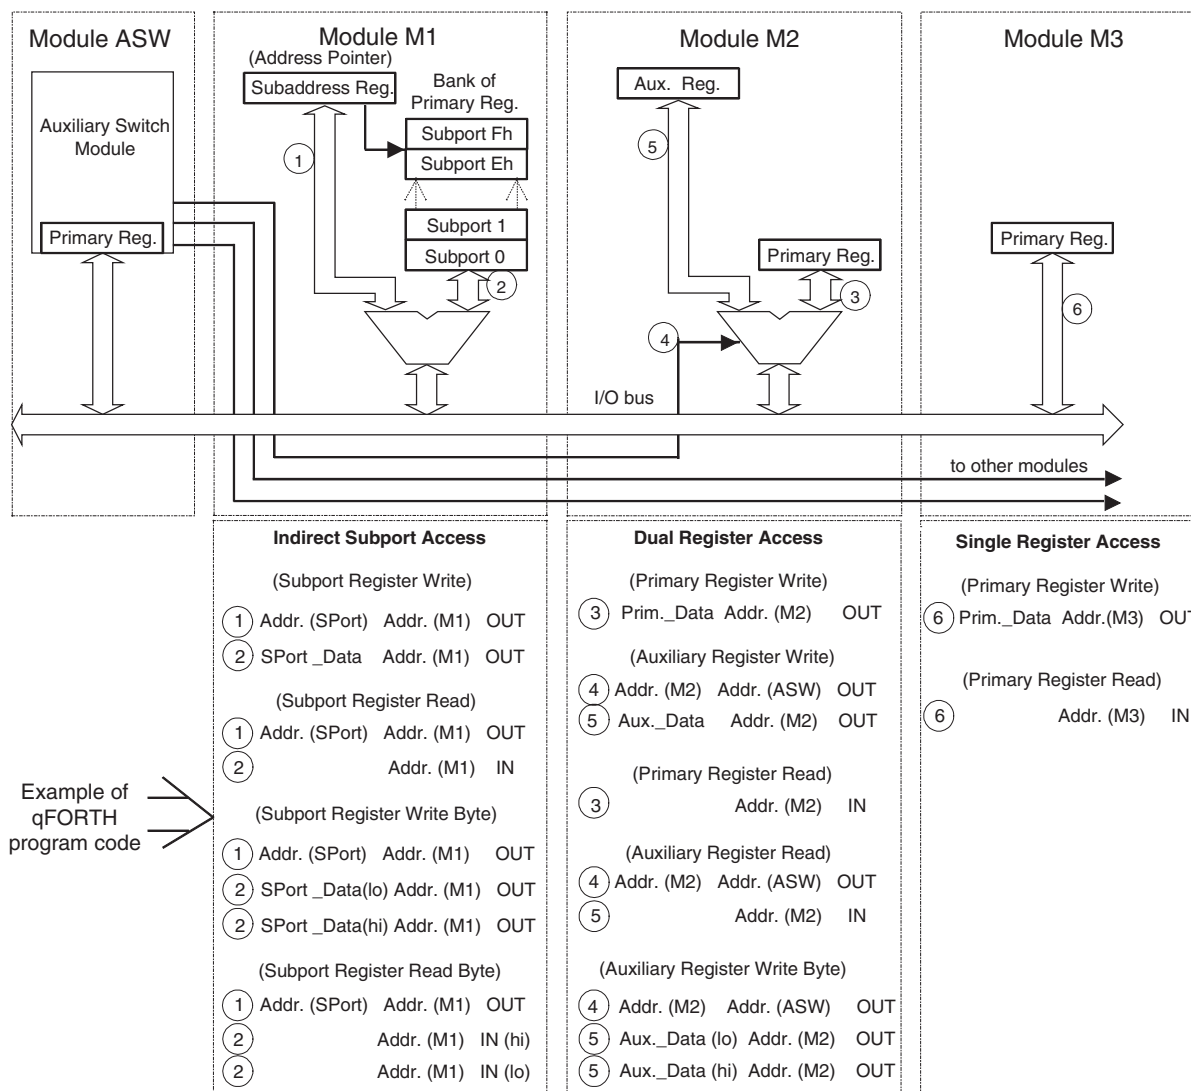 Module ASW
Auxiliary Switch
Module
Primary Reg.
Module M1
(Address Pointer)
Subaddress Reg.
Bank of
Primary Reg.
Subport Fh
Subport Eh
Subport 1
Subport 0
1
2
Module M2
Aux. Reg.
5
Primary Reg.
3
4
Module M3
Primary Reg.
6
I/O bus
to other modules
Example of
qFORTH
program code
Indirect Subport Access
(Subport Register Write)
1 Addr. (SPort) Addr. (M1) OUT
2 SPort _Data Addr. (M1) OUT
(Subport Register Read)
1 Addr. (SPort) Addr. (M1) OUT
2 Addr. (M1) IN
(Subport Register Write Byte)
1 Addr. (SPort) Addr. (M1) OUT
2 SPort _Data(lo) Addr. (M1) OUT
2 SPort _Data(hi) Addr. (M1) OUT
(Subport Register Read Byte)
1 Addr. (SPort) Addr. (M1) OUT
2 Addr. (M1) IN (hi)
2 Addr. (M1) IN (lo)
Dual Register Access
(Primary Register Write)
3 Prim._Data Addr. (M2) OUT
(Auxiliary Register Write)
4 Addr. (M2) Addr. (ASW) OUT
5 Aux._Data Addr. (M2) OUT
(Primary Register Read)
3 Addr. (M2) IN
(Auxiliary Register Read)
4 Addr. (M2) Addr. (ASW) OUT
5 Addr. (M2) IN
(Auxiliary Register Write Byte)
4 Addr. (M2) Addr. (ASW) OUT
5 Aux._Data (lo) Addr. (M2) OUT
5 Aux._Data (hi) Addr. (M2) OUT
Single Register Access
(Primary Register Write)
6 Prim._Data Addr.(M3) OUT
(Primary Register Read)
6 Addr. (M3) IN